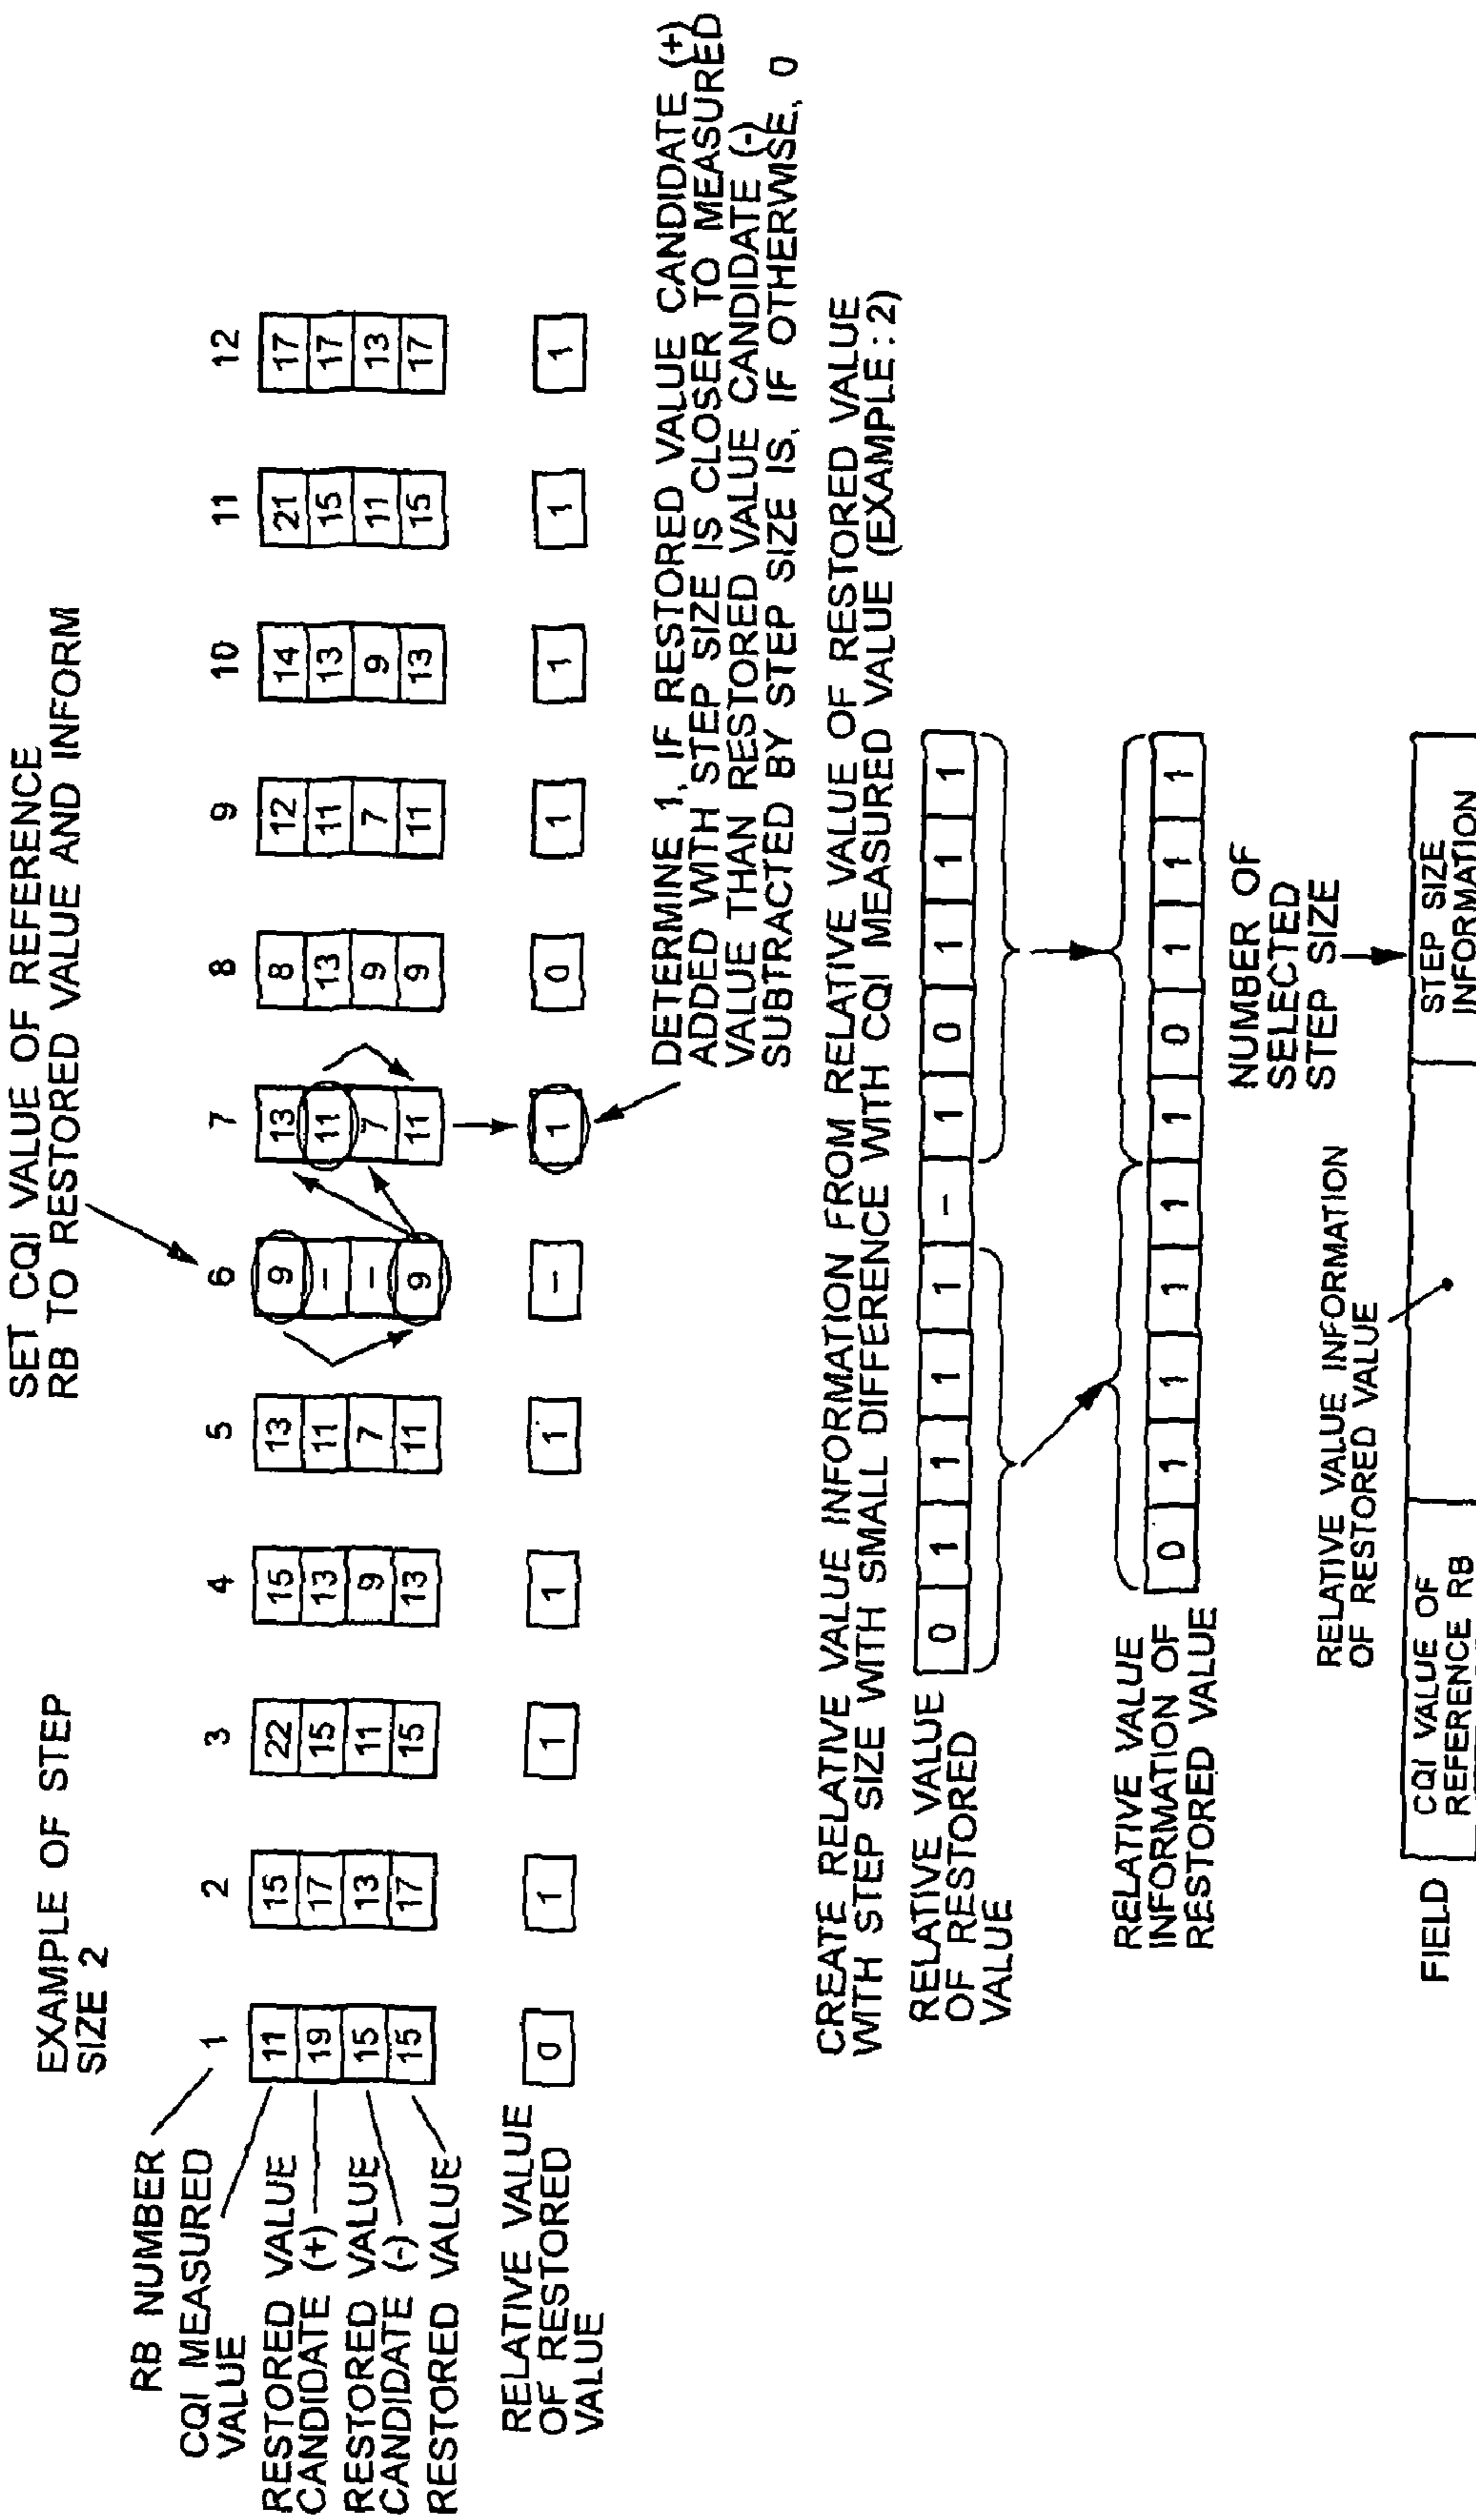 EXAMPLE OF STEP
SIZE 2
SET CQI VALUE OF REFERENCE
RB TO RESTORED VALUE AND INFORM
RB NUMBER
1 2 3 4 5 6 7 8 9 10 11 12
CQI MEASURED
VALUE
11 15 22 15 13 9 13 8 12 14 21 17
RESTORED VALUE
CANDIDATE (+)
19 17 15 13 11 – 11 13 11 13 15 17
RESTORED VALUE
CANDIDATE (-)
15 13 11 9 7 – 7 9 7 9 11 13
RESTORED VALUE
15 17 15 13 11 9 11 9 11 13 15 17
RELATIVE VALUE
OF RESTORED
VALUE
0 1 1 1 1 – 1 0 1 1 1 1
DETERMINE 1, IF RESTORED VALUE CANDIDATE (+)
ADDED WITH STEP SIZE IS CLOSER TO MEASURED
VALUE THAN RESTORED VALUE CANDIDATE (-)
SUBTRACTED BY STEP SIZE IS, IF OTHERWISE, 0
CREATE RELATIVE VALUE INFORMATION FROM RELATIVE VALUE OF RESTORED VALUE
WITH STEP SIZE WITH SMALL DIFFERENCE WITH CQI MEASURED VALUE (EXAMPLE : 2)
RELATIVE VALUE
OF RESTORED
VALUE
0 1 1 1 1 – 1 0 1 1 1
RELATIVE VALUE
INFORMATION OF
RESTORED VALUE
0 1 1 1 1 1 0 1 1 1
NUMBER OF
SELECTED
STEP SIZE
RELATIVE VALUE INFORMATION
OF RESTORED VALUE
FIELD
CQI VALUE OF
REFERENCE RB
STEP SIZE
INFORMATION